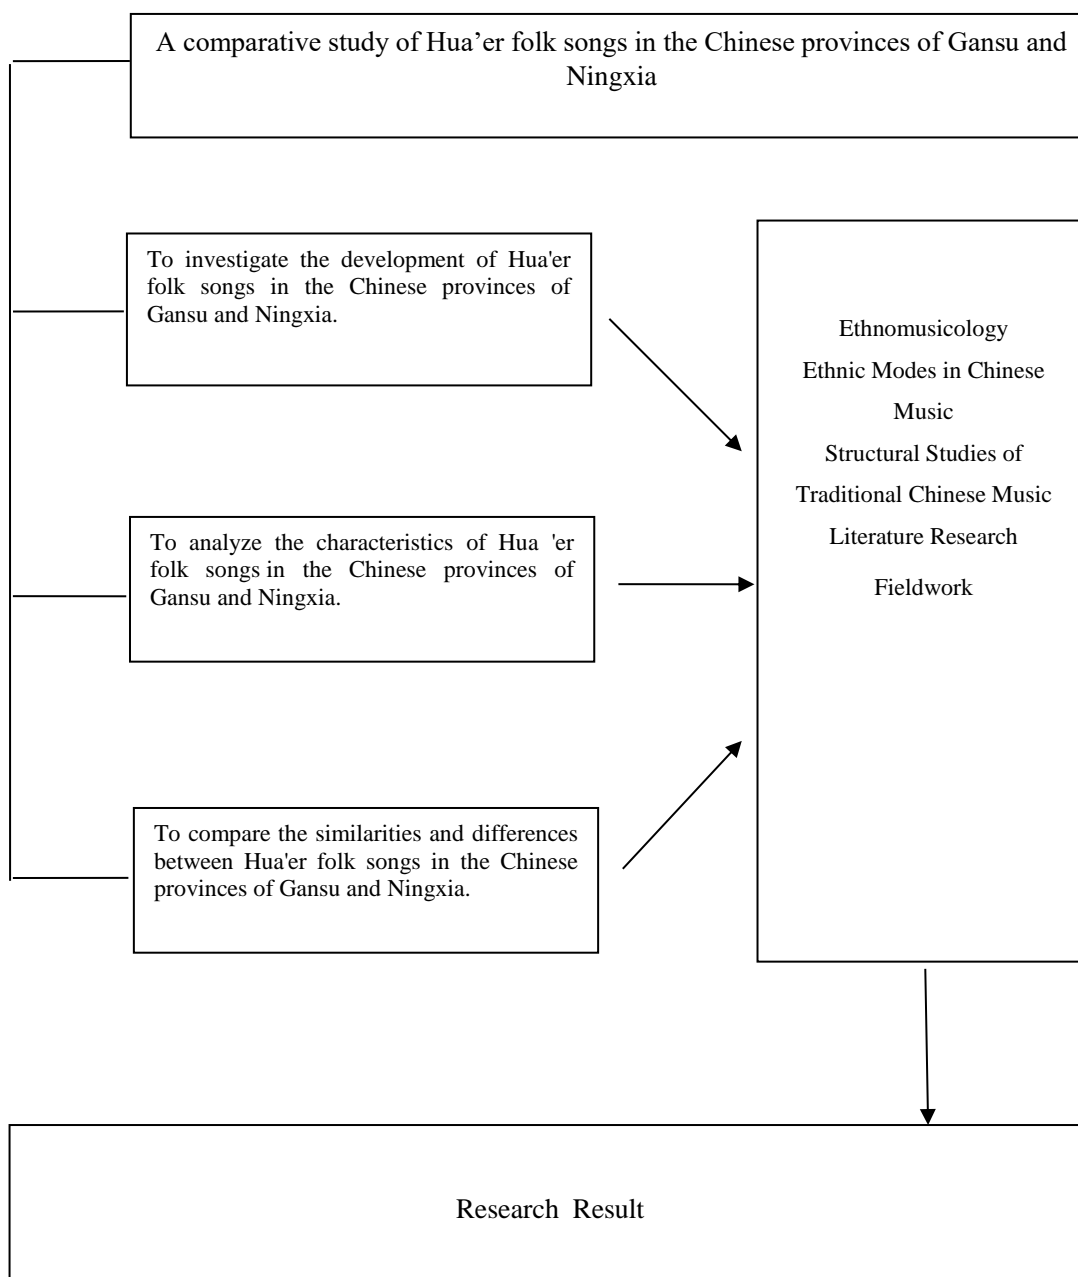 A comparative study of Hua’er folk songs in the Chinese provinces of Gansu and
Ningxia
To investigate the development of Hua'er
folk songs in the Chinese provinces of
Gansu and Ningxia.
To analyze the characteristics of Hua 'er
folk songs in the Chinese provinces of
Gansu and Ningxia.
To compare the similarities and differences
between Hua'er folk songs in the Chinese
provinces of Gansu and Ningxia.
Ethnomusicology
Ethnic Modes in Chinese
Music
Structural Studies of
Traditional Chinese Music
Literature Research
Fieldwork
Research Result